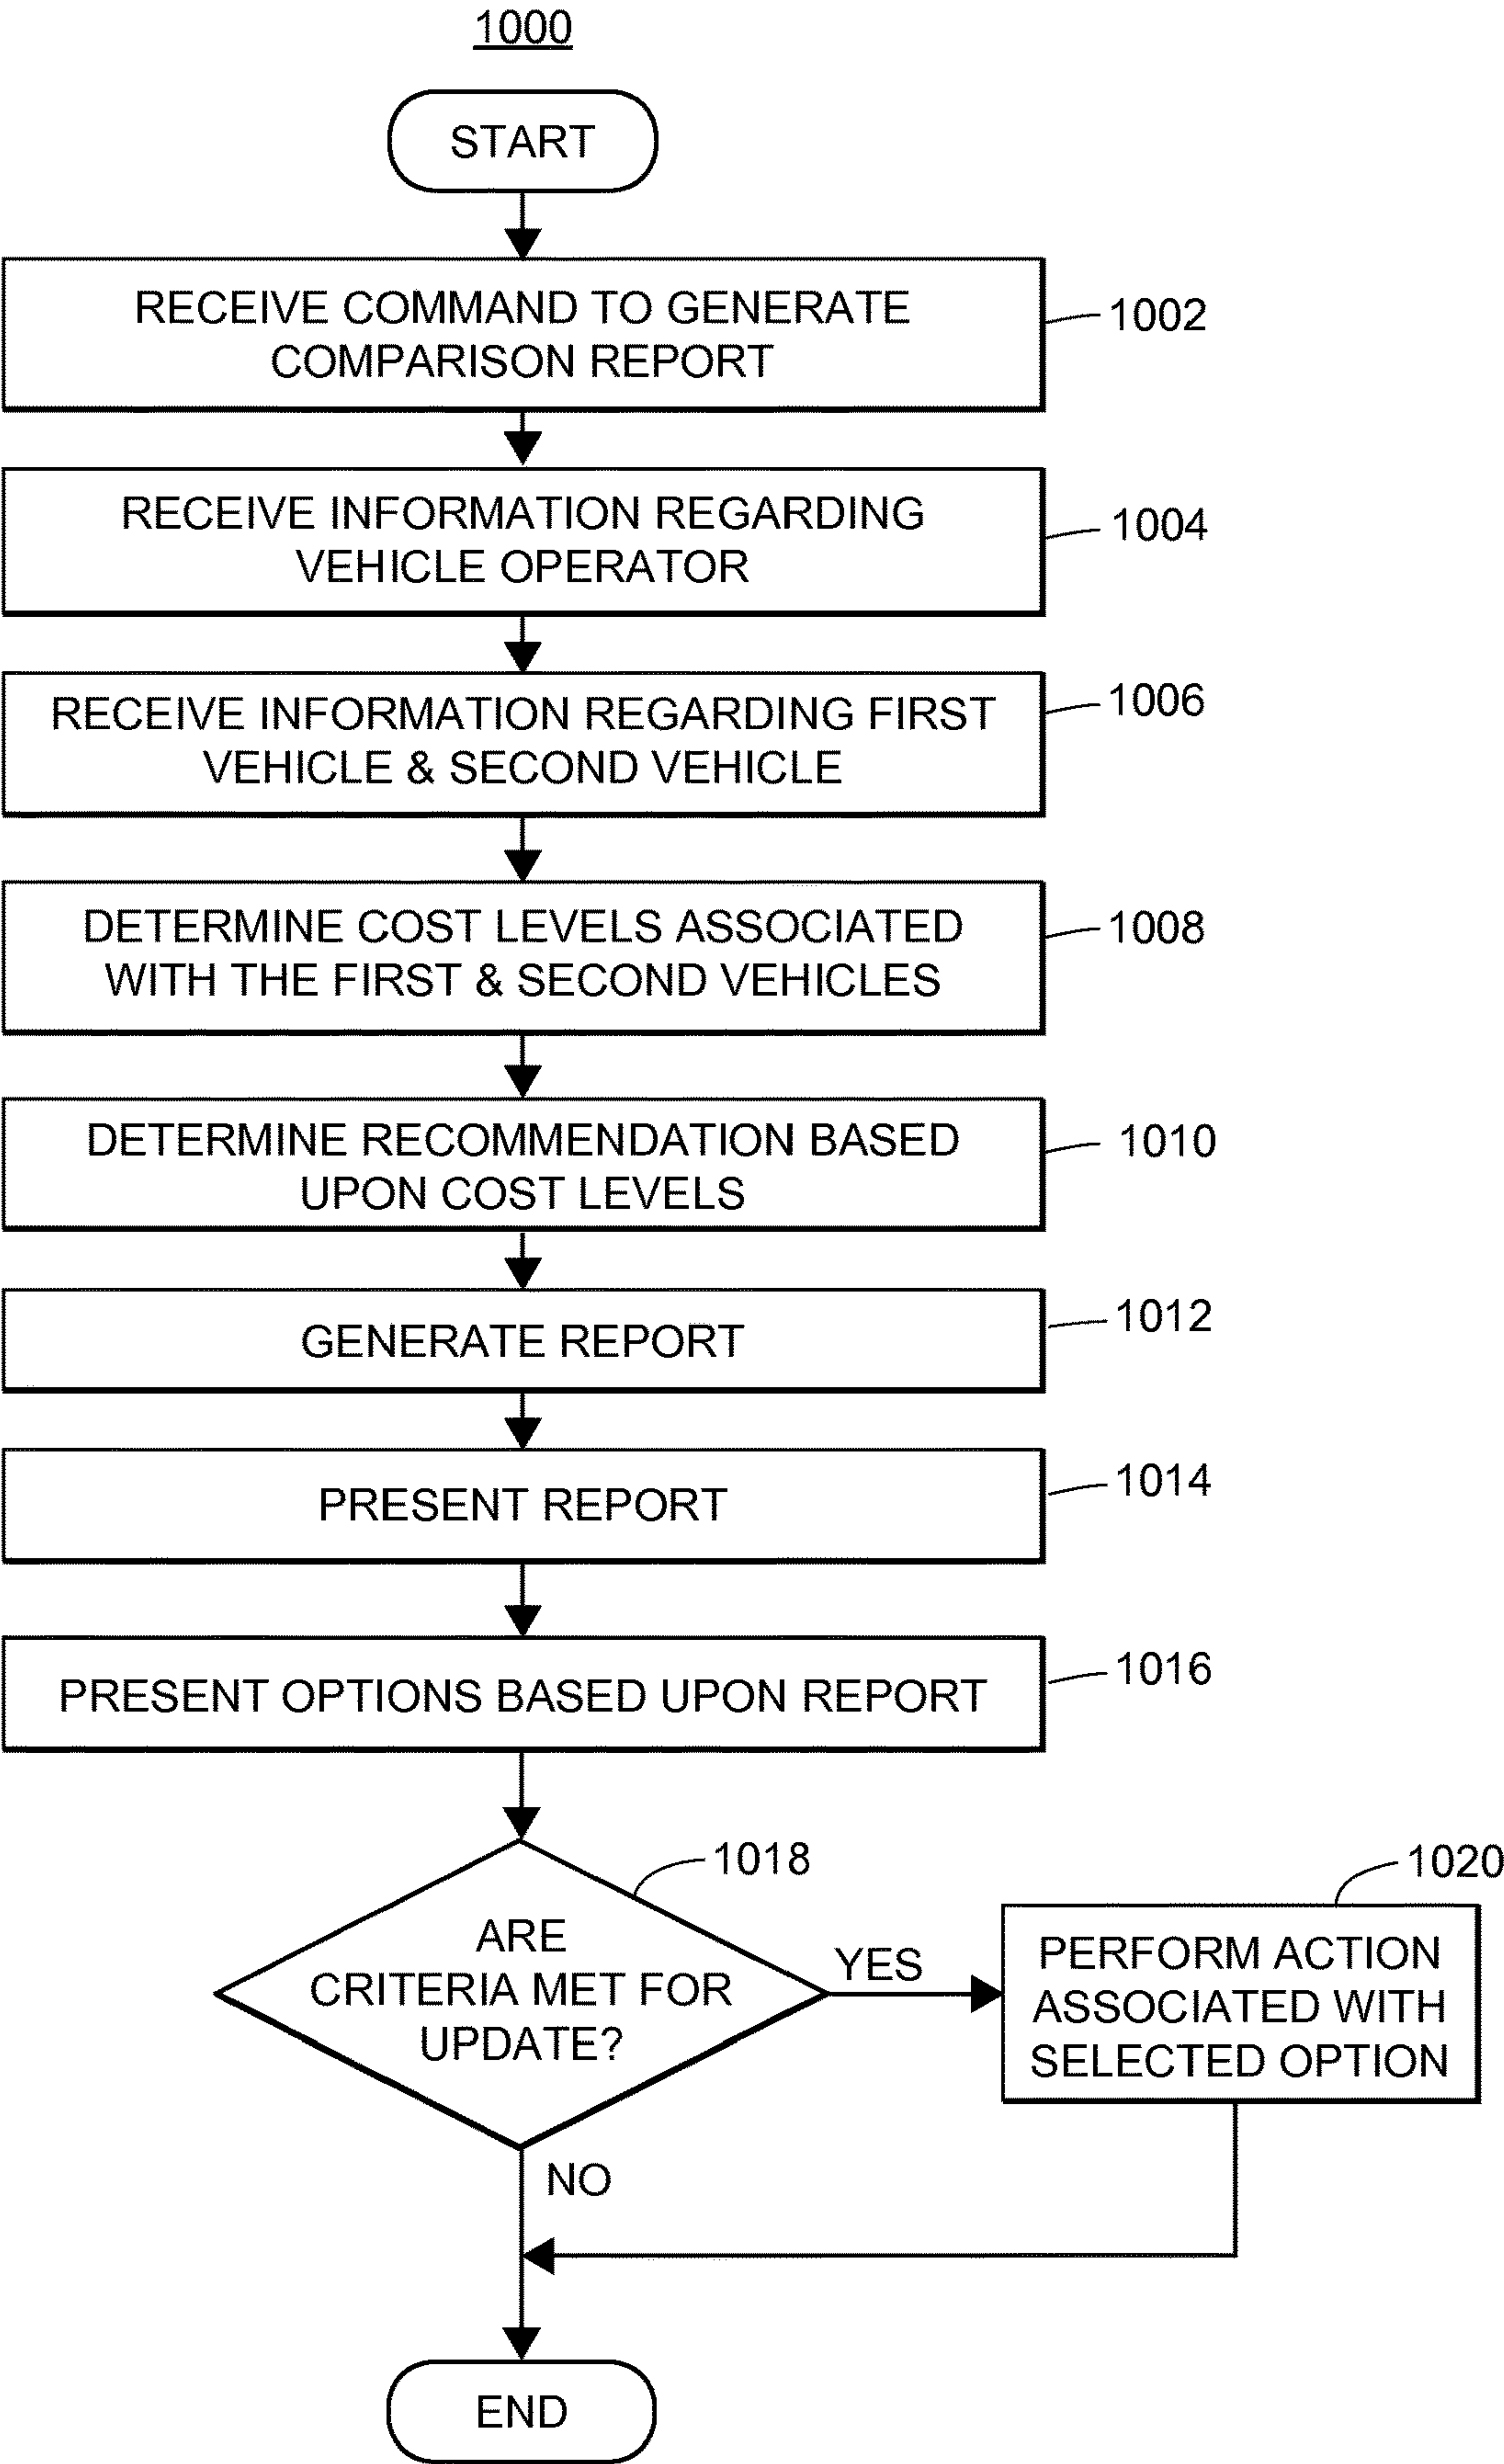 1000
START
RECEIVE COMMAND TO GENERATE
COMPARISON REPORT
1002
RECEIVE INFORMATION REGARDING
VEHICLE OPERATOR
1004
RECEIVE INFORMATION REGARDING FIRST
VEHICLE & SECOND VEHICLE
1006
DETERMINE COST LEVELS ASSOCIATED
WITH THE FIRST & SECOND VEHICLES
1008
DETERMINE RECOMMENDATION BASED
UPON COST LEVELS
1010
GENERATE REPORT
1012
PRESENT REPORT
1014
PRESENT OPTIONS BASED UPON REPORT
1016
ARE
CRITERIA MET FOR
UPDATE?
1018
YES
PERFORM ACTION
ASSOCIATED WITH
SELECTED OPTION
1020
NO
END